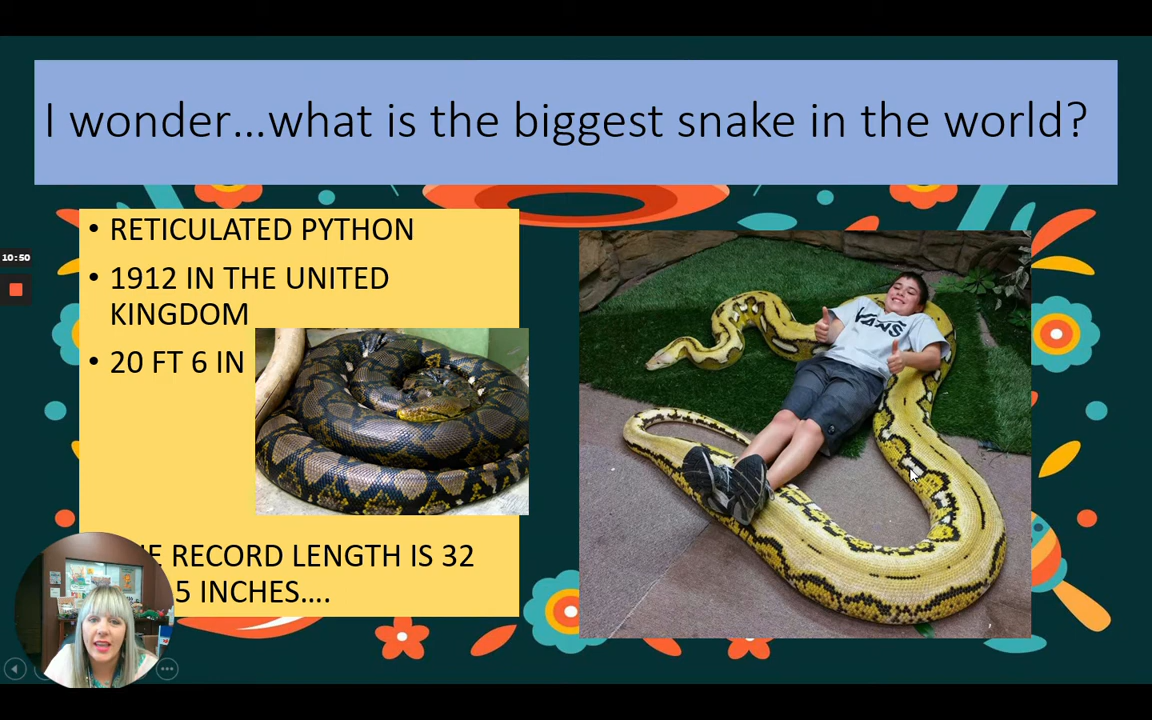 I wonder...what is the biggest snake in the world?
• RETICULATED PYTHON
• 1912 IN THE UNITED
KINGDOM
• 20 FT 6 IN
RECORD LENGTH IS 32
5 INCHES....
10:50
VANS